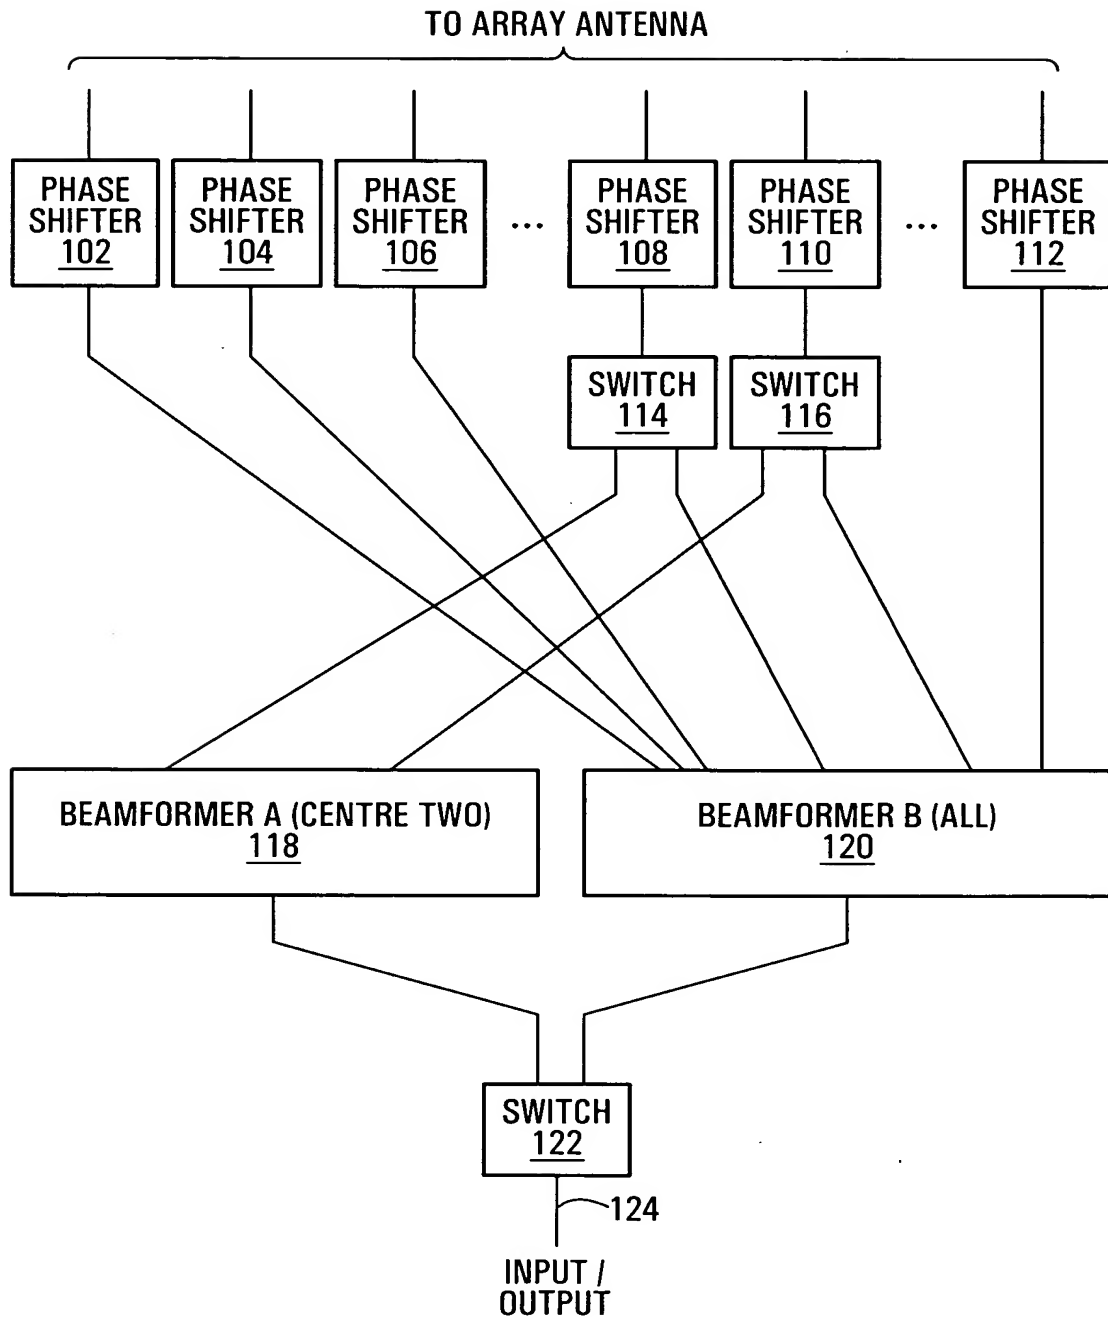 TO ARRAY ANTENNA
PHASE SHIFTER 102
PHASE SHIFTER 104
PHASE SHIFTER 106
...
PHASE SHIFTER 108
PHASE SHIFTER 110
...
PHASE SHIFTER 112
SWITCH 114
SWITCH 116
BEAMFORMER A (CENTRE TWO)
118
BEAMFORMER B (ALL)
120
SWITCH
122
124
INPUT /
OUTPUT